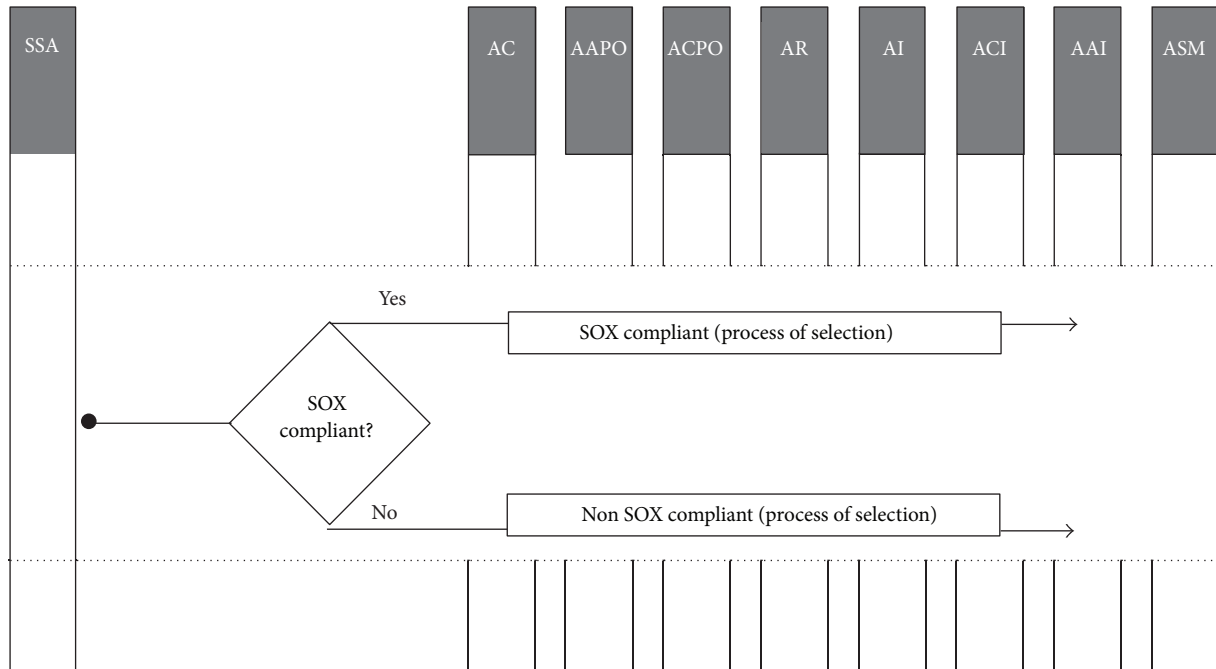 SSA
AC
AAPO
ACPO
AR
AI
ACI
AAI
ASM
Yes
SOX compliant (process of selection)
SOX
compliant?
No
Non SOX compliant (process of selection)